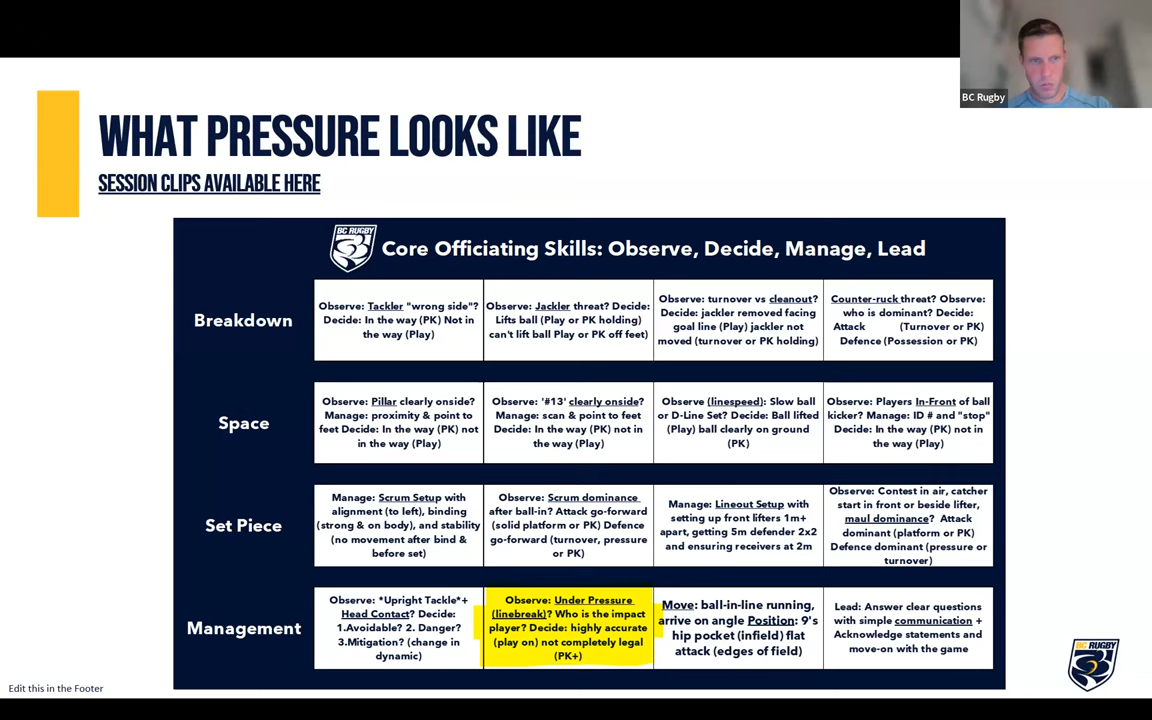 BC Rugby
WHAT PRESSURE LOOKS LIKE
SESSION CLIPS AVAILABLE HERE
BC RUGBY
Core Officiating Skills: Observe, Decide, Manage, Lead
Breakdown
Observe: Tackler "wrong side"?
Decide: In the way (PK) Not in
the way (Play)
Observe: Jackler threat? Decide:
Lifts ball (Play or PK holding)
can't lift ball Play or PK off feet)
Observe: turnover vs cleanout?
Decide: jackler removed facing
goal line (Play) jackler not
moved (turnover or PK holding)
Counter-ruck threat? Observe:
who is dominant? Decide:
Attack (Turnover or PK)
Defence (Possession or PK)
Space
Observe: Pillar clearly onside?
Manage: proximity & point to
feet Decide: In the way (PK) not
in the way (Play)
Observe: '#13' clearly onside?
Manage: scan & point to feet
Decide: In the way (PK) not in
the way (Play)
Observe (linespeed): Slow ball
or D-Line Set? Decide: Ball lifted
(Play) ball clearly on ground
(PK)
Observe: Players In-Front of ball
kicker? Manage: ID # and "stop"
Decide: In the way (PK) not in
the way (Play)
Set Piece
Manage: Scrum Setup with
alignment (to left), binding
(strong & on body), and stability
(no movement after bind &
before set)
Observe: Scrum dominance
after ball-in? Attack go-forward
(solid platform or PK) Defence
go-forward (turnover, pressure
or PK)
Manage: Lineout Setup with
setting up front lifters 1m+
apart, getting 5m defender 2x2
and ensuring receivers at 2m
Observe: Contest in air, catcher
start in front or beside lifter,
maul dominance? Attack
dominant (platform or PK)
Defence dominant (pressure or
turnover)
Management
Observe: *Upright Tackle*+
Head Contact? Decide:
1.Avoidable? 2. Danger?
3.Mitigation? (change in
dynamic)
Observe: Under Pressure
(linebreak)? Who is the impact
player? Decide: highly accurate
(play on) not completely legal
(PK+)
Move: ball-in-line running,
arrive on angle Position: 9's
hip pocket (infield) flat
attack (edges of field)
Lead: Answer clear questions
with simple communication +
Acknowledge statements and
move-on with the game
Edit this in the Footer
BC RUGBY